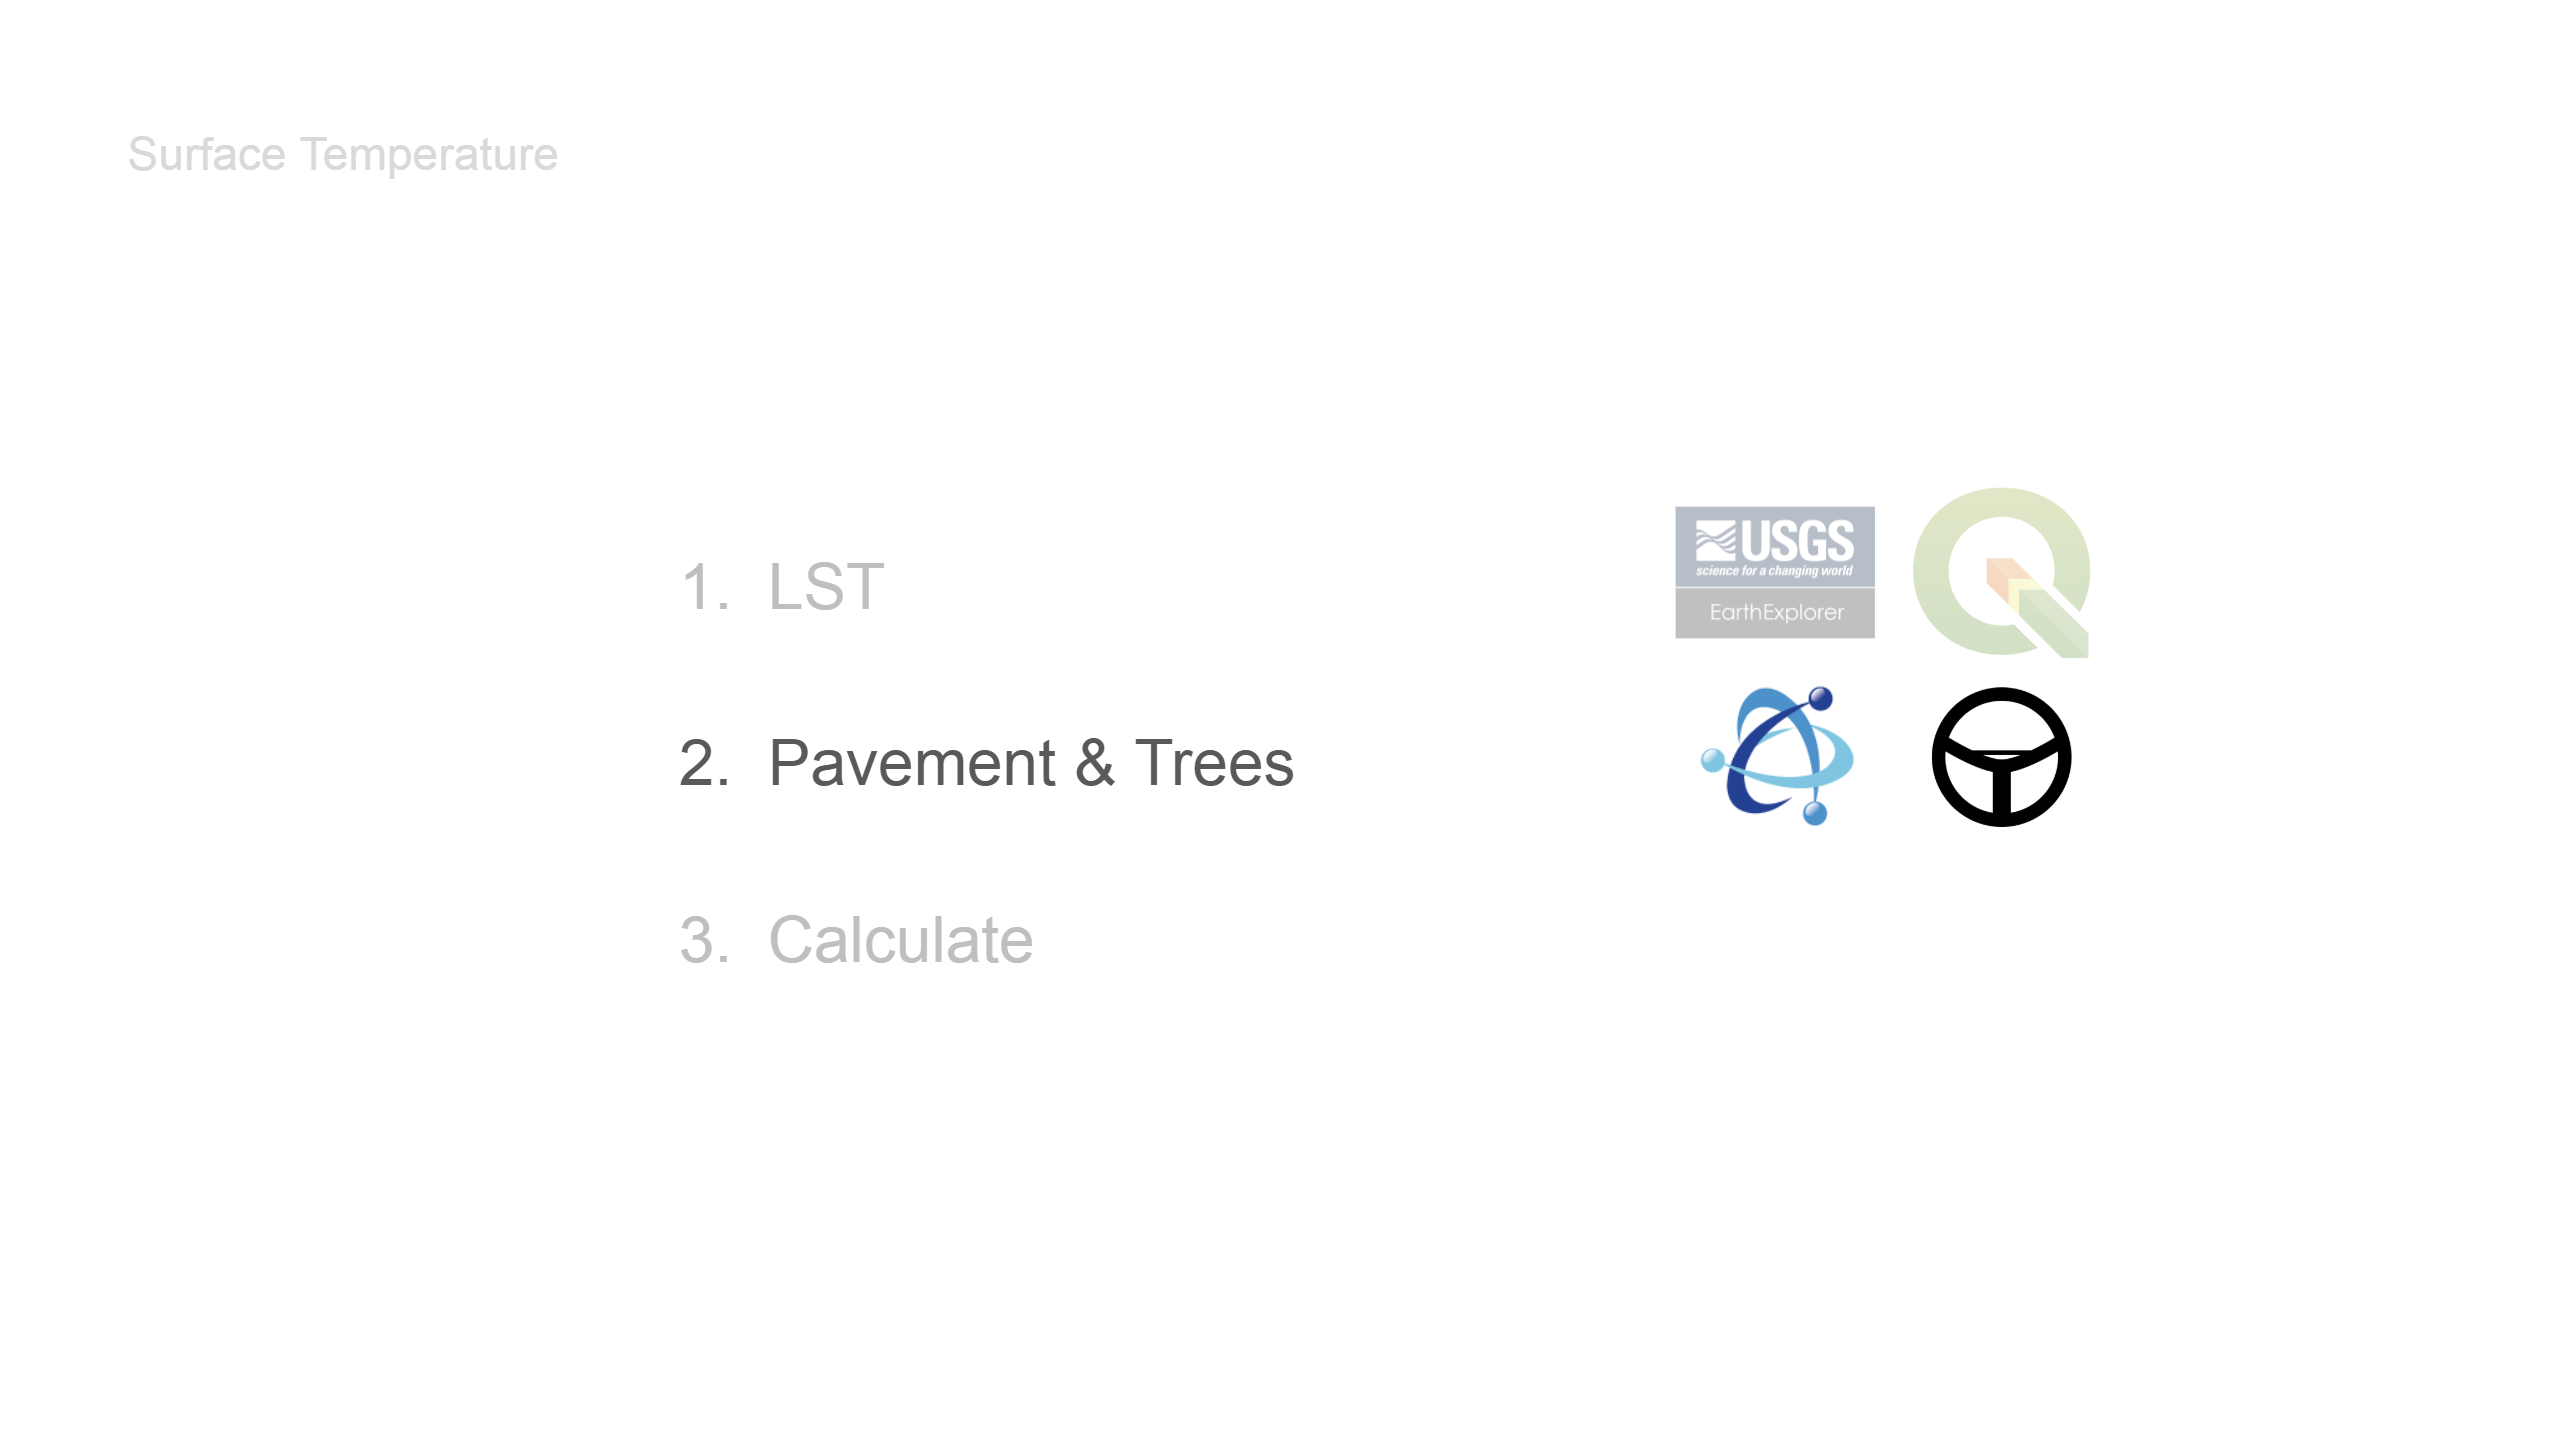 Surface Temperature
1. LST
2. Pavement & Trees
3. Calculate
USGS
science for a changing world
EarthExplorer